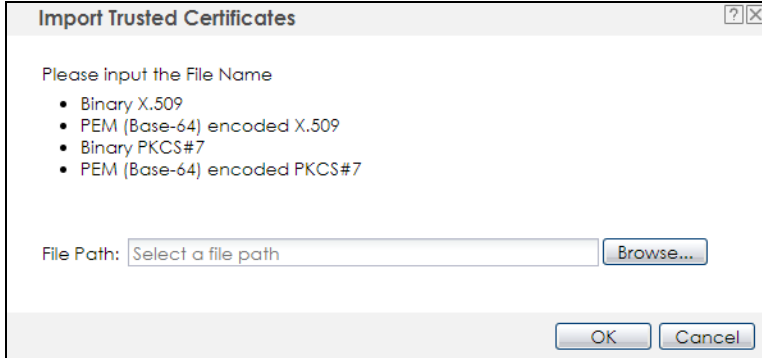 Import Trusted Certificates
?
Please input the File Name
• Binary X.509
• PEM (Base-64) encoded X.509
• Binary PKCS#7
• PEM (Base-64) encoded PKCS#7
File Path: Select a file path Browse...
OK Cancel